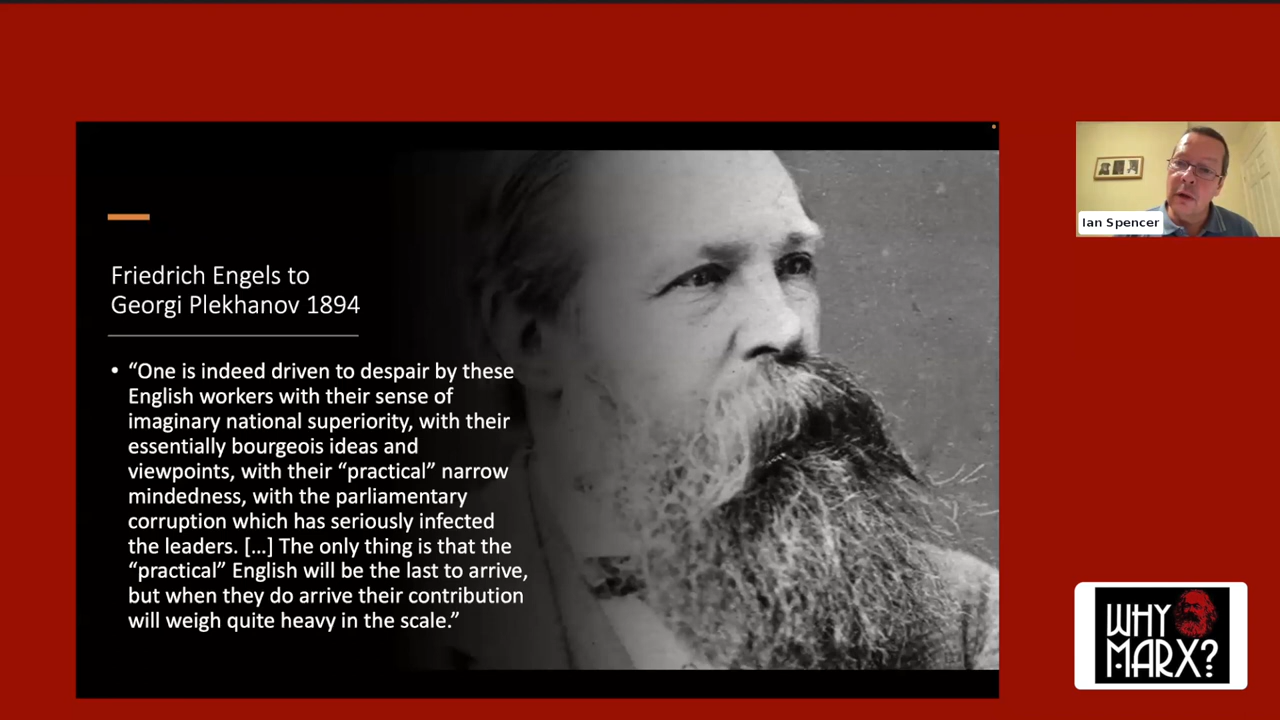 Friedrich Engels to
Georgi Plekhanov 1894
• “One is indeed driven to despair by these
English workers with their sense of
imaginary national superiority, with their
essentially bourgeois ideas and
viewpoints, with their “practical” narrow
mindedness, with the parliamentary
corruption which has seriously infected
the leaders. […] The only thing is that the
“practical” English will be the last to arrive,
but when they do arrive their contribution
will weigh quite heavy in the scale.”
Ian Spencer
WHY
MARX?